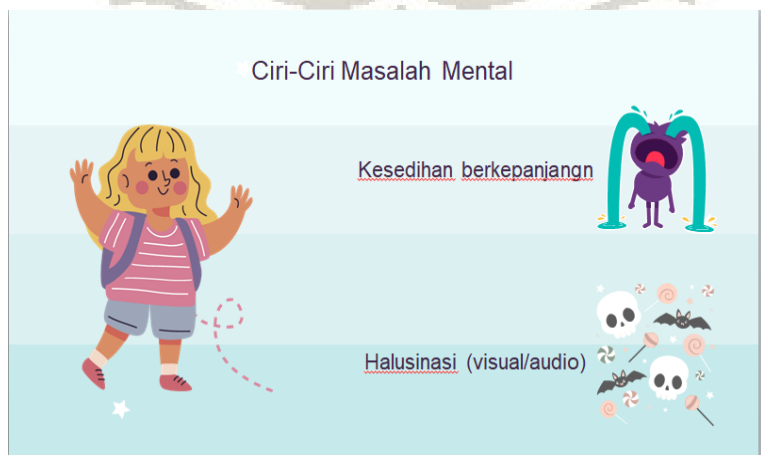 Ciri-Ciri Masalah Mental
Kesedihan berkepanjangn
Halusinasi (visual/audio)